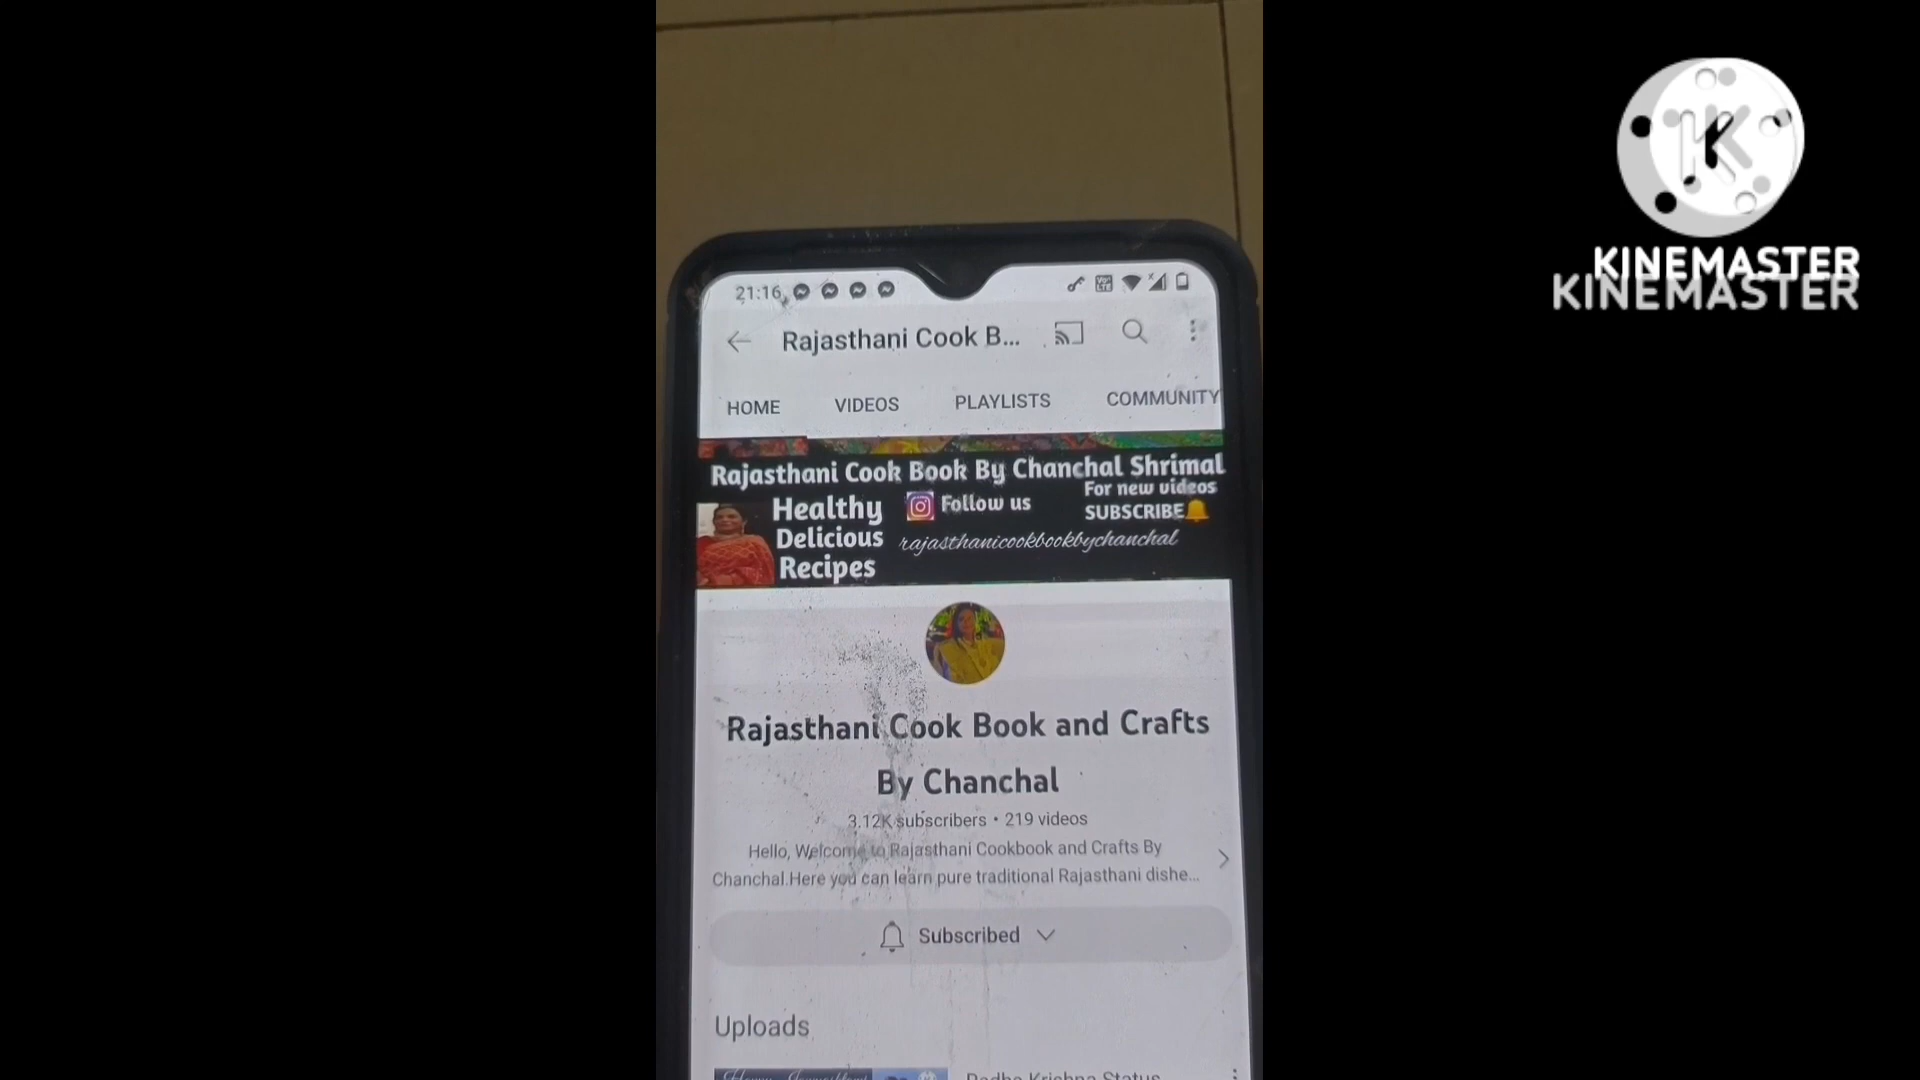 KINEMASTER
KINEMASTER
21:16
Rajasthani Cook B...
HOME VIDEOS PLAYLISTS COMMUNITY
Rajasthani Cook Book By Chanchal Shrimal
Healthy
Delicious
Recipes
Follow us
rajasthanicookbookbychanchal
For new videos
SUBSCRIBE
Rajasthani Cook Book and Crafts
By Chanchal
3.12K subscribers • 219 videos
Hello, Welcome to Rajasthani Cookbook and Crafts By
Chanchal.Here you can learn pure traditional Rajasthani dishe...
Subscribed
Uploads
Radha Krishna Status